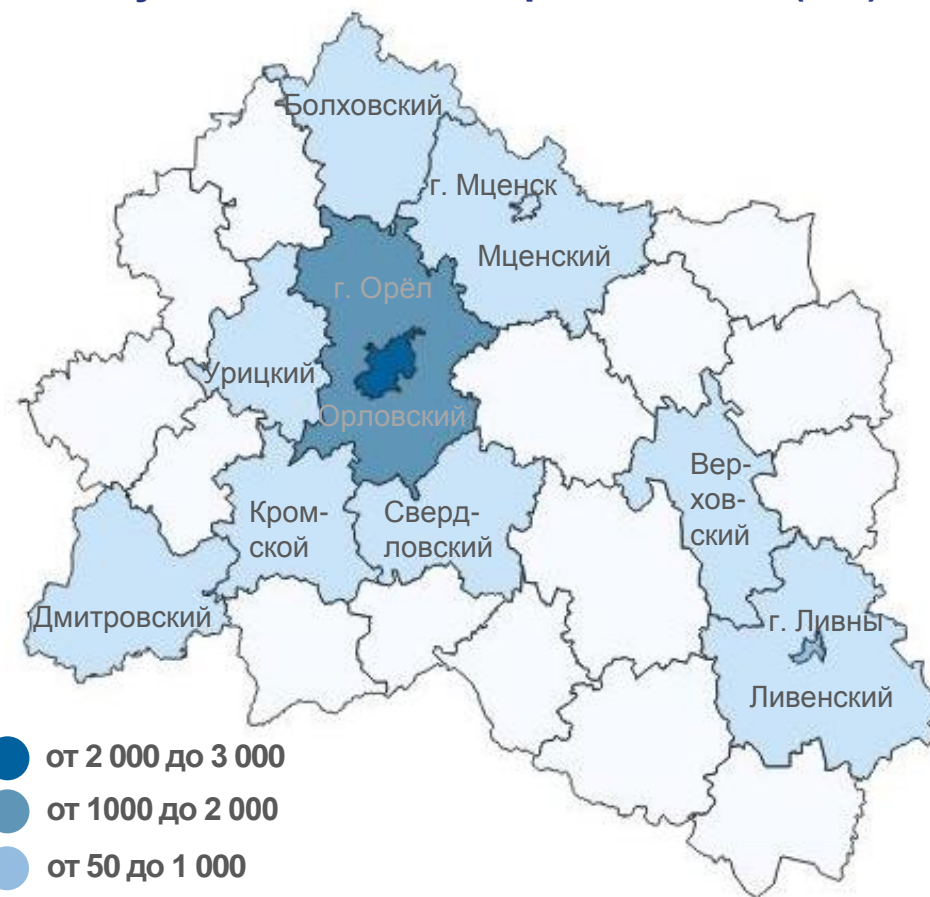 Болховский
г. Мценск
Мценский
г. Орёл
Урицкий
Орловский
Вер-
хов-
ский
Кром-
ской
Сверд-
ловский
Дмитровский
г. Ливны
Ливенский
от 2 000 до 3 000
от 1000 до 2 000
от 50 до 1 000